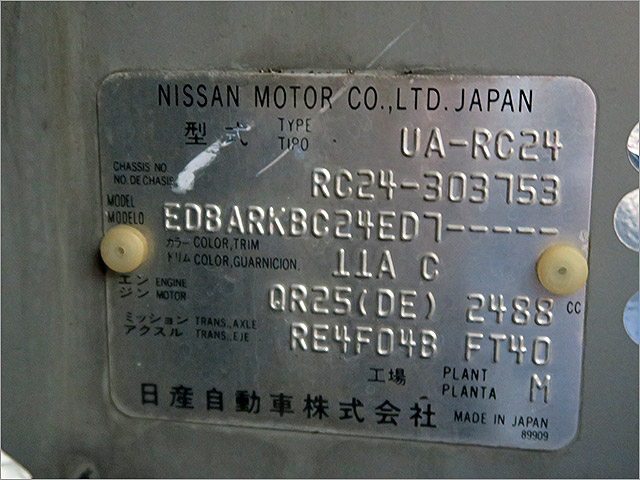 NISSAN MOTOR CO.,LTD. JAPAN
型式 TYPE TIPO UA-RC24
CHASSIS NO
NO. DE CHASIS RC24-303753
MODEL
MODELO EDBARKBC24ED7-----
カラー COLOR,TRIM
トリム COLOR,GUARNICION. 11A C
エンジン ENGINE MOTOR QR25(DE) 2488 CC
ミッション TRANS.,AXLE
アクスル TRANS.,EJE RE4F04B FT40
工場 PLANT PLANTA M
日産自動車株式会社 MADE IN JAPAN
89909